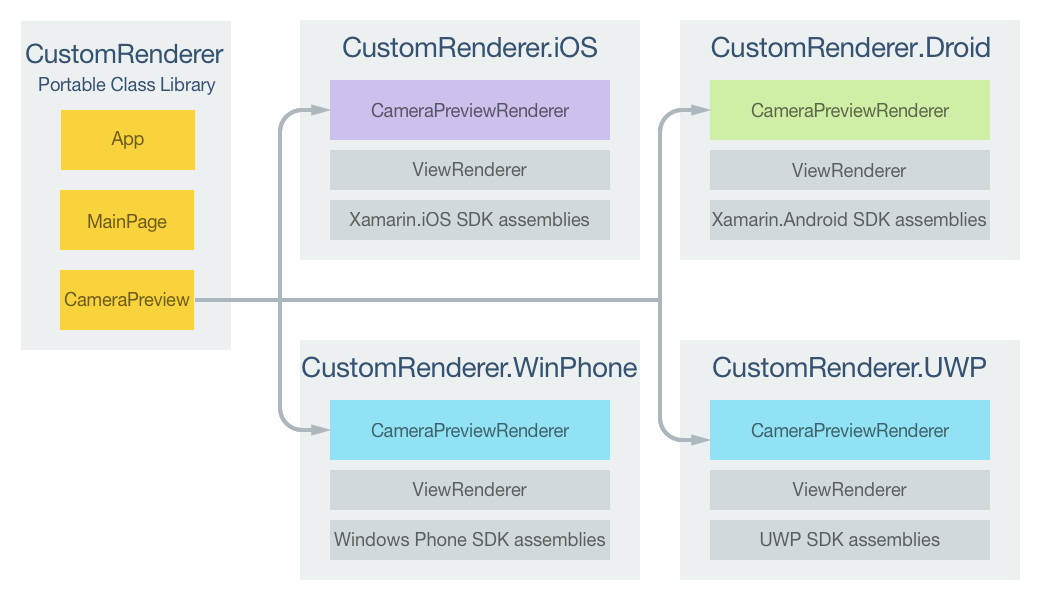 CustomRenderer
Portable Class Library
App
MainPage
CameraPreview
CustomRenderer.iOS
CameraPreviewRenderer
ViewRenderer
Xamarin.iOS SDK assemblies
CustomRenderer.Droid
CameraPreviewRenderer
ViewRenderer
Xamarin.Android SDK assemblies
CustomRenderer.WinPhone
CameraPreviewRenderer
ViewRenderer
Windows Phone SDK assemblies
CustomRenderer.UWP
CameraPreviewRenderer
ViewRenderer
UWP SDK assemblies